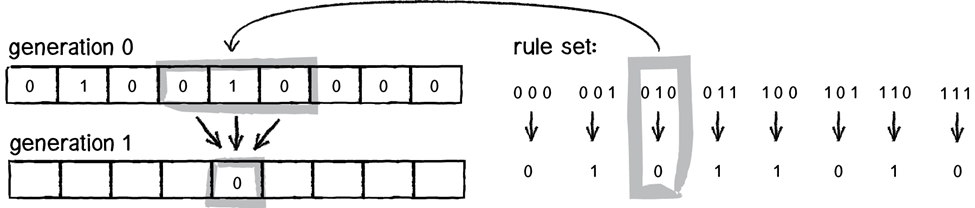 generation 0
0 1 0 0 1 0 0 0 0
generation 1
0
rule set:
000 001 010 011 100 101 110 111
0 1 0 1 1 0 1 0